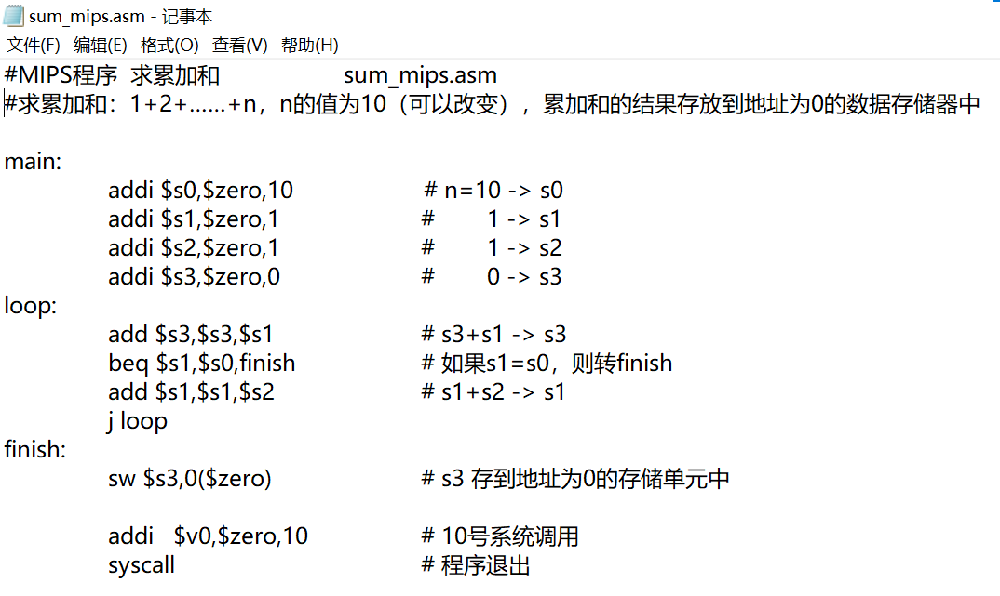 sum_mips.asm - 记事本
文件(F) 编辑(E) 格式(O) 查看(V) 帮助(H)
#MIPS程序 求累加和 sum_mips.asm
#求累加和：1+2+……+n，n的值为10（可以改变），累加和的结果存放到地址为0的数据存储器中
main:
addi $s0,$zero,10 # n=10 -> s0
addi $s1,$zero,1 # 1 -> s1
addi $s2,$zero,1 # 1 -> s2
addi $s3,$zero,0 # 0 -> s3
loop:
add $s3,$s3,$s1 # s3+s1 -> s3
beq $s1,$s0,finish # 如果s1=s0，则转finish
add $s1,$s1,$s2 # s1+s2 -> s1
j loop
finish:
sw $s3,0($zero) # s3 存到地址为0的存储单元中
addi $v0,$zero,10 # 10号系统调用
syscall # 程序退出